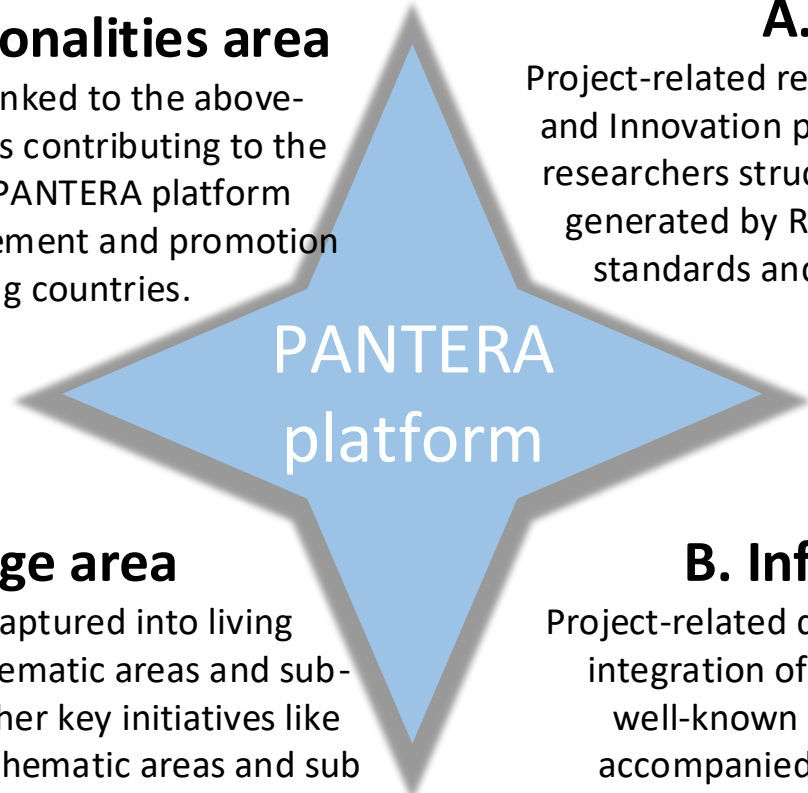 onalities area
nked to the above-
s contributing to the
PANTERA platform
ement and promotion
g countries.
A.
Project-related re
and Innovation p
researchers struc
generated by R
standards and
PANTERA
platform
ge area
aptured into living
ematic areas and sub-
her key initiatives like
hematic areas and sub
B. Inf
Project-related d
integration of
well-known
accompanied